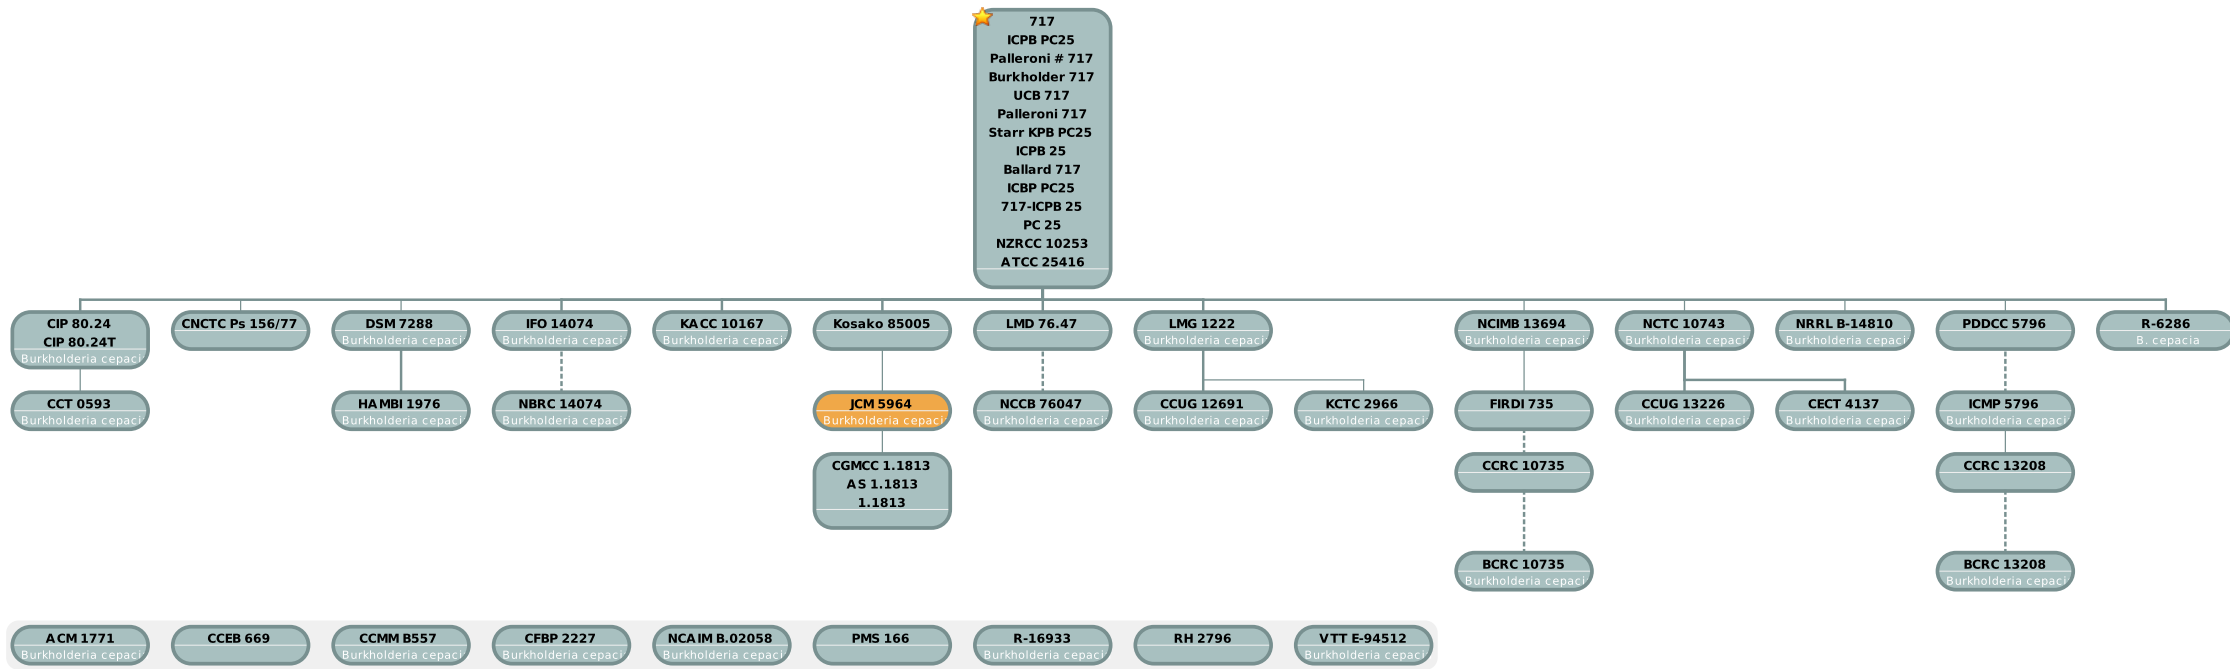 717
ICPB PC25
Palleroni # 717
Burkholder 717
UCB 717
Palleroni 717
Starr KPB PC25
ICPB 25
Ballard 717
ICBP PC25
717-ICPB 25
PC 25
NZRCC 10253
ATCC 25416
CIP 80.24
CIP 80.24T
Burkholderia cepaci
CNCTC Ps 156/77
DSM 7288
Burkholderia cepaci
IFO 14074
Burkholderia cepaci
KACC 10167
Burkholderia cepaci
Kosako 85005
LMD 76.47
LMG 1222
Burkholderia cepaci
NCIMB 13694
Burkholderia cepaci
NCTC 10743
Burkholderia cepaci
NRRL B-14810
Burkholderia cepaci
PDDCC 5796
R-6286
B. cepacia
CCT 0593
Burkholderia cepaci
HAMBI 1976
Burkholderia cepaci
NBRC 14074
Burkholderia cepaci
JCM 5964
Burkholderia cepaci
NCCB 76047
Burkholderia cepaci
CCUG 12691
Burkholderia cepaci
KCTC 2966
Burkholderia cepaci
FIRDI 735
CCUG 13226
Burkholderia cepaci
CECT 4137
Burkholderia cepaci
ICMP 5796
Burkholderia cepaci
CGMCC 1.1813
AS 1.1813
1.1813
CCRC 10735
CCRC 13208
BCRC 10735
Burkholderia cepaci
BCRC 13208
Burkholderia cepaci
ACM 1771
Burkholderia cepaci
CCEB 669
CCMM B557
Burkholderia cepaci
CFBP 2227
Burkholderia cepaci
NCAIM B.02058
Burkholderia cepaci
PMS 166
R-16933
Burkholderia cepaci
RH 2796
VTT E-94512
Burkholderia cepaci